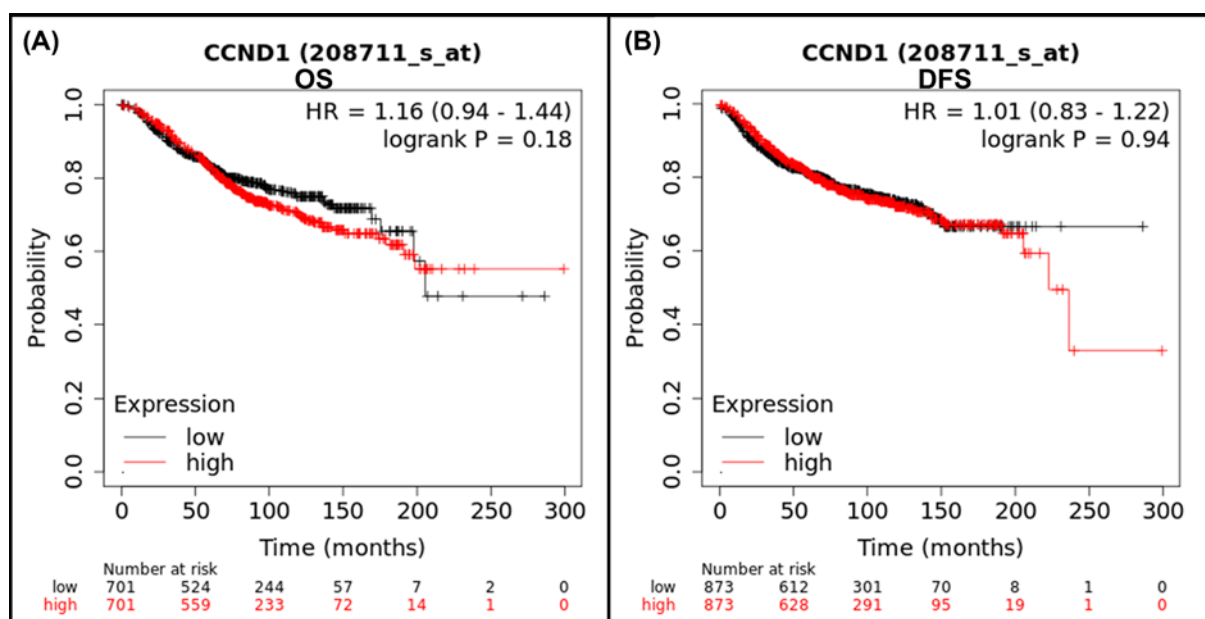 (A)
CCND1 (208711_s_at)
OS
HR = 1.16 (0.94 - 1.44)
logrank P = 0.18
Probability
1.0
0.8
0.6
0.4
0.2
0.0
Expression
low
high
0 50 100 150 200 250 300
Time (months)
Number at risk
low 701 524 244 57 7 2 0
high 701 559 233 72 14 1 0
(B)
CCND1 (208711_s_at)
DFS
HR = 1.01 (0.83 - 1.22)
logrank P = 0.94
Probability
1.0
0.8
0.6
0.4
0.2
0.0
Expression
low
high
0 50 100 150 200 250 300
Time (months)
Number at risk
low 873 612 301 70 8 1 0
high 873 628 291 95 19 1 0